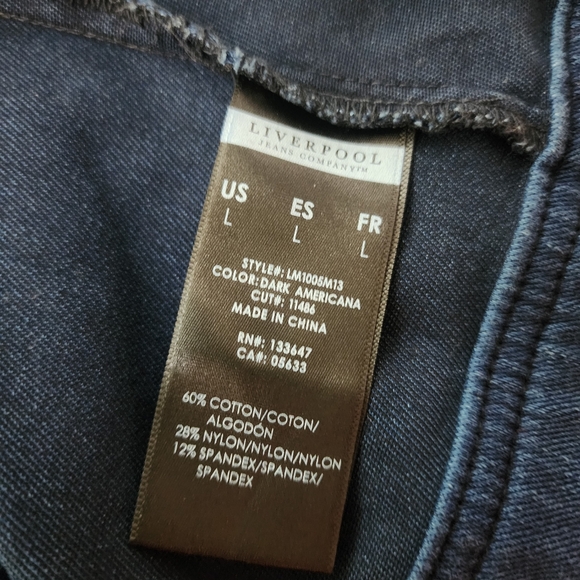 LIVERPOOL
JEANS COMPANY™
US ES FR
L L L
STYLE#: LM1005M13
COLOR: DARK AMERICANA
CUT#: 11486
MADE IN CHINA
RN#: 133647
CA#: 05633
60% COTTON/COTON/
ALGODÓN
28% NYLON/NYLON/NYLON
12% SPANDEX/SPANDEX/
SPANDEX